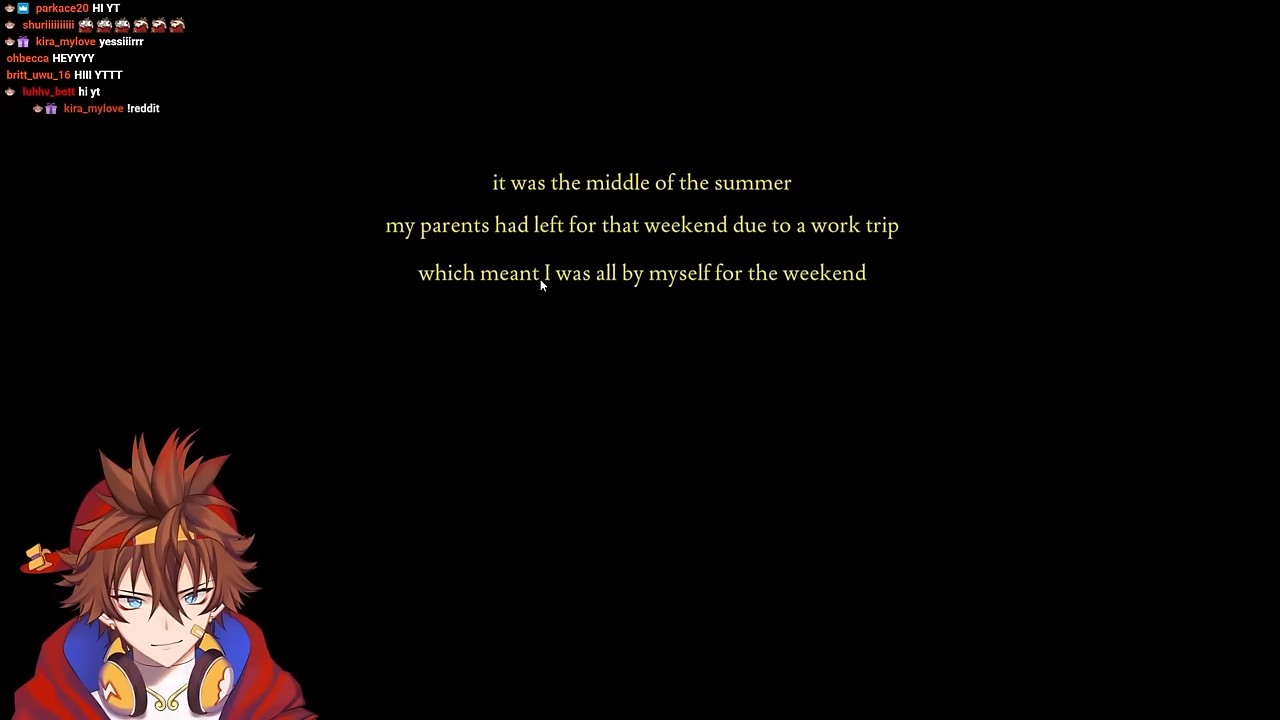 parkace20 HI YT
shuriiiiiiiiii
kira_mylove yessiiirrr
ohbecca HEYYYY
britt_uwu_16 HIII YTTT
luhhv_bott hi yt
kira_mylove !reddit
it was the middle of the summer
my parents had left for that weekend due to a work trip
which meant I was all by myself for the weekend